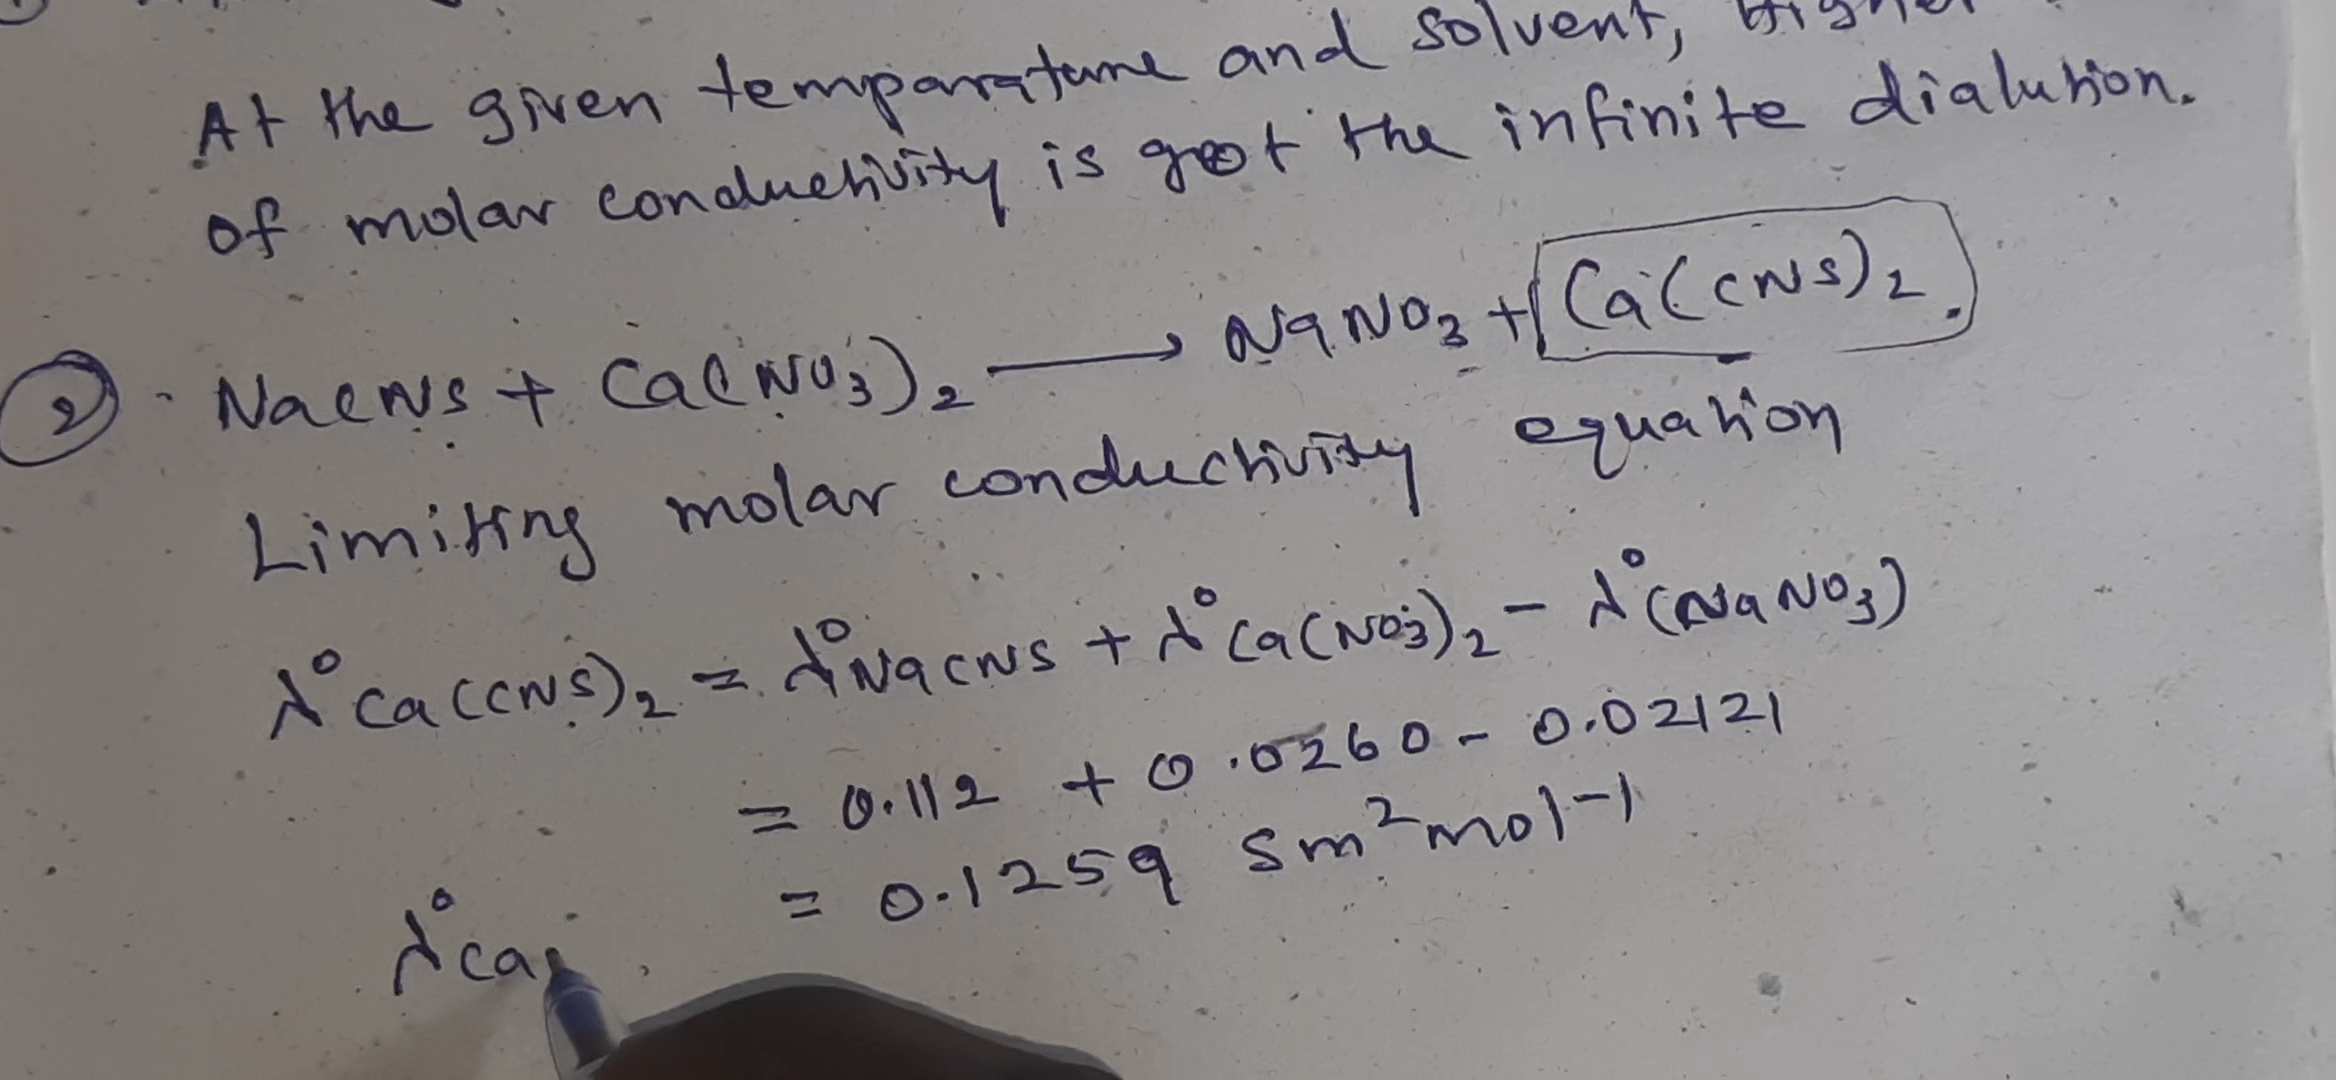 At the given temparature and solvent, Higher
of molar conductivity is got the infinite dialution.
2 NaCNS + Ca(NO3)2 ⟶ NaNO3 + Ca(CNS)2.
Limiting molar conductivity equation
λ° Ca(CNS)2 = λ°NaCNS + λ°Ca(NO3)2 - λ°(NaNO3)
= 0.112 + 0.0260 - 0.02121
= 0.1259 Sm²mol-1
λ°Ca